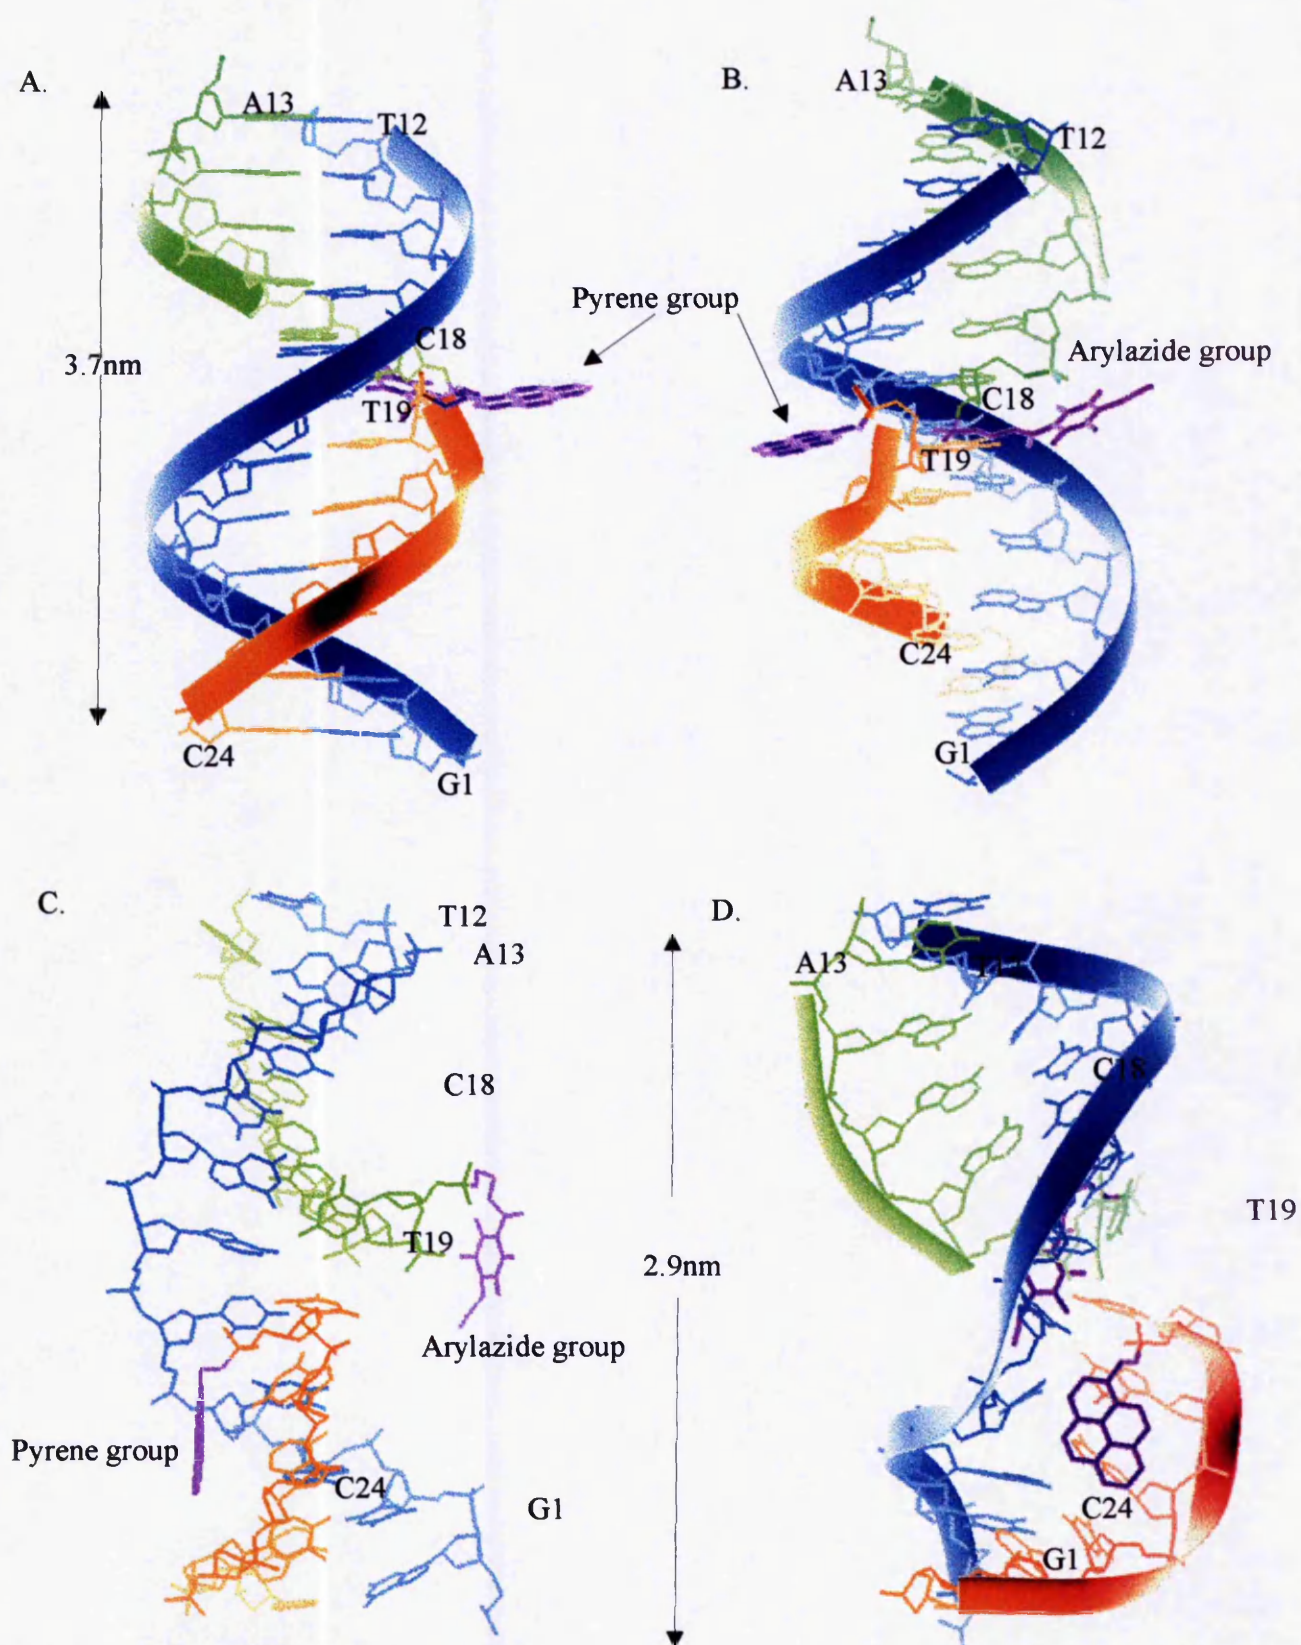 A.
A13
T12
3.7nm
C18
T19
C24
G1
Pyrene group
B.
A13
T12
Arylazide group
C18
T19
C24
G1
C.
T12
A13
C18
T19
Arylazide group
Pyrene group
C24
G1
D.
A13
C18
T19
2.9nm
C24
G1